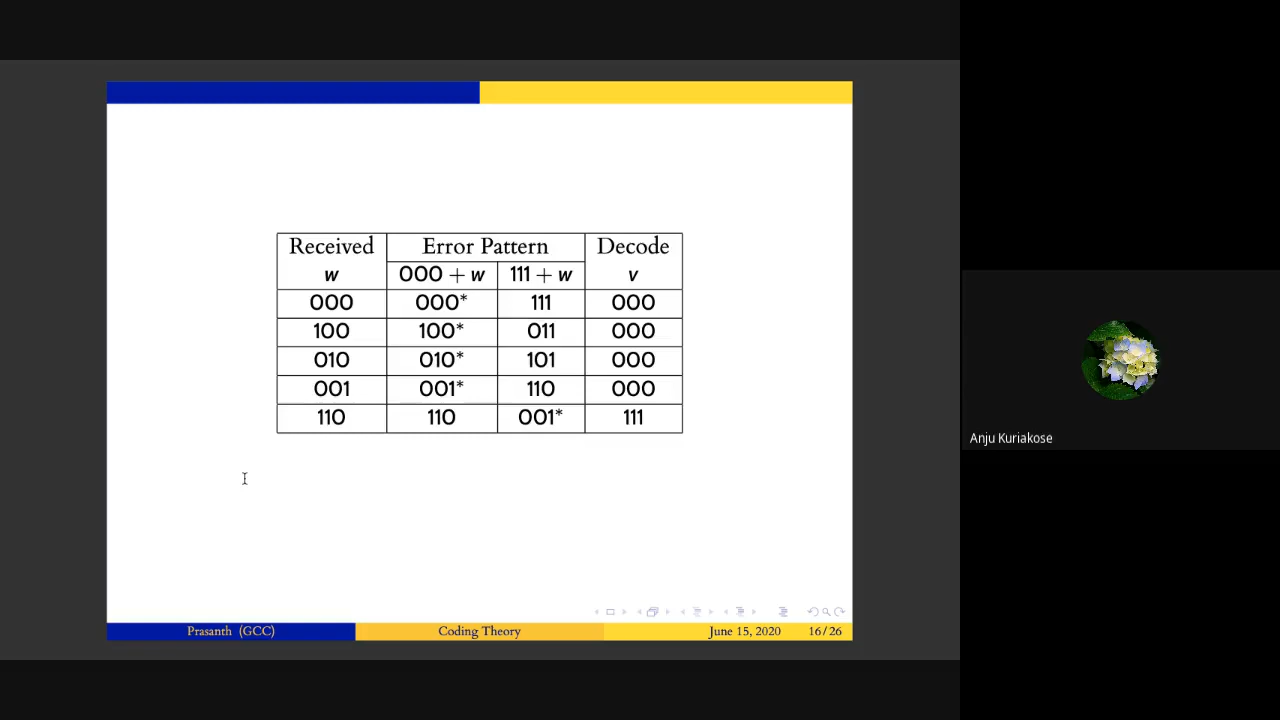 Received Error Pattern Decode
w 000 + w 111 + w v
000 000* 111 000
100 100* 011 000
010 010* 101 000
001 001* 110 000
110 110 001* 111
Anju Kuriakose
Prasanth (GCC) Coding Theory June 15, 2020 16/26